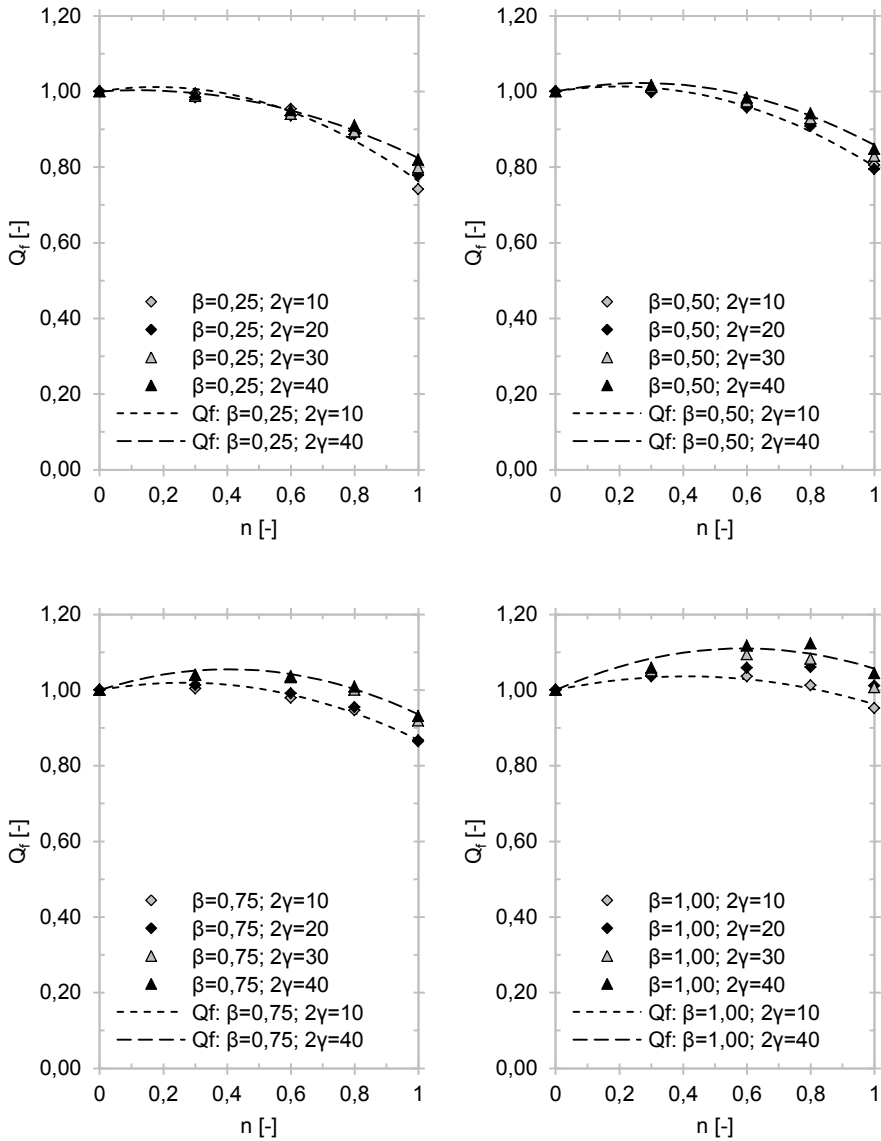 1,20
1,00
0,80
0,60
0,40
0,20
0,00
Qf [-]
β=0,25; 2γ=10
β=0,25; 2γ=20
β=0,25; 2γ=30
β=0,25; 2γ=40
Qf: β=0,25; 2γ=10
Qf: β=0,25; 2γ=40
0 0,2 0,4 0,6 0,8 1
n [-]
1,20
1,00
0,80
0,60
0,40
0,20
0,00
Qf [-]
β=0,50; 2γ=10
β=0,50; 2γ=20
β=0,50; 2γ=30
β=0,50; 2γ=40
Qf: β=0,50; 2γ=10
Qf: β=0,50; 2γ=40
0 0,2 0,4 0,6 0,8 1
n [-]
1,20
1,00
0,80
0,60
0,40
0,20
0,00
Qf [-]
β=0,75; 2γ=10
β=0,75; 2γ=20
β=0,75; 2γ=30
β=0,75; 2γ=40
Qf: β=0,75; 2γ=10
Qf: β=0,75; 2γ=40
0 0,2 0,4 0,6 0,8 1
n [-]
1,20
1,00
0,80
0,60
0,40
0,20
0,00
Qf [-]
β=1,00; 2γ=10
β=1,00; 2γ=20
β=1,00; 2γ=30
β=1,00; 2γ=40
Qf: β=1,00; 2γ=10
Qf: β=1,00; 2γ=40
0 0,2 0,4 0,6 0,8 1
n [-]